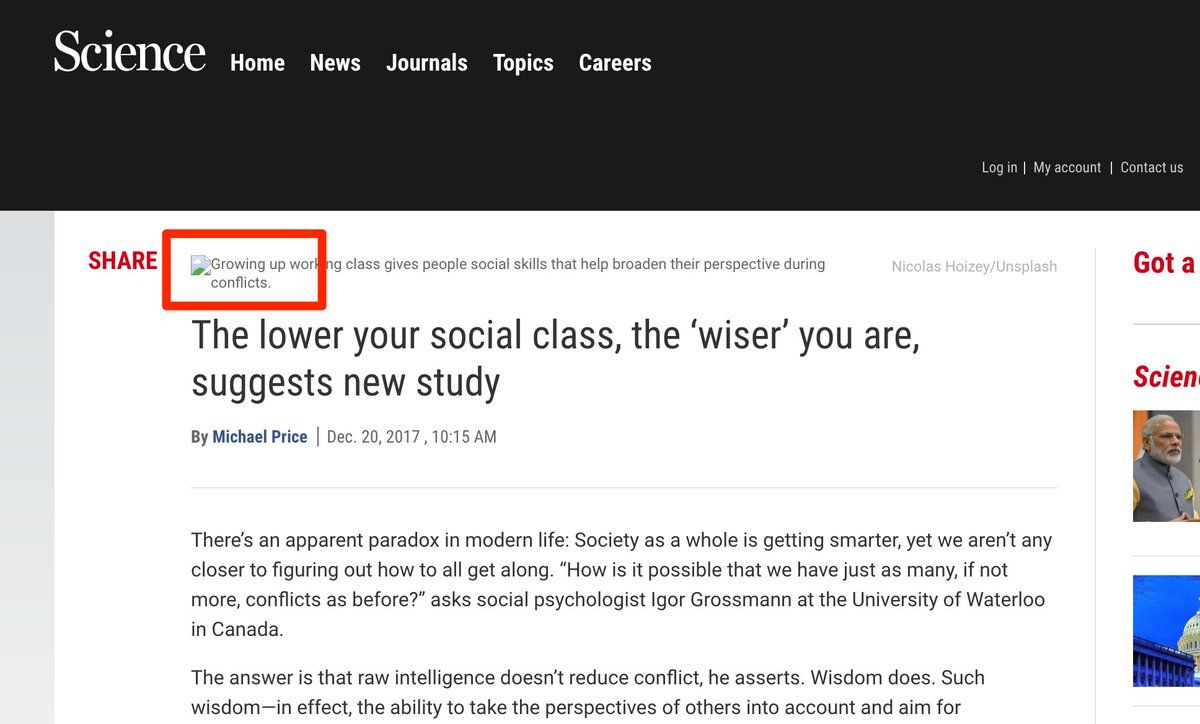 Science Home News Journals Topics Careers
Log in | My account | Contact us
SHARE
Growing up working class gives people social skills that help broaden their perspective during
conflicts.
Nicolas Hoizey/Unsplash
The lower your social class, the ‘wiser’ you are,
suggests new study
By Michael Price | Dec. 20, 2017 , 10:15 AM
There’s an apparent paradox in modern life: Society as a whole is getting smarter, yet we aren’t any
closer to figuring out how to all get along. “How is it possible that we have just as many, if not
more, conflicts as before?” asks social psychologist Igor Grossmann at the University of Waterloo
in Canada.
The answer is that raw intelligence doesn’t reduce conflict, he asserts. Wisdom does. Such
wisdom—in effect, the ability to take the perspectives of others into account and aim for
Got a
Scien